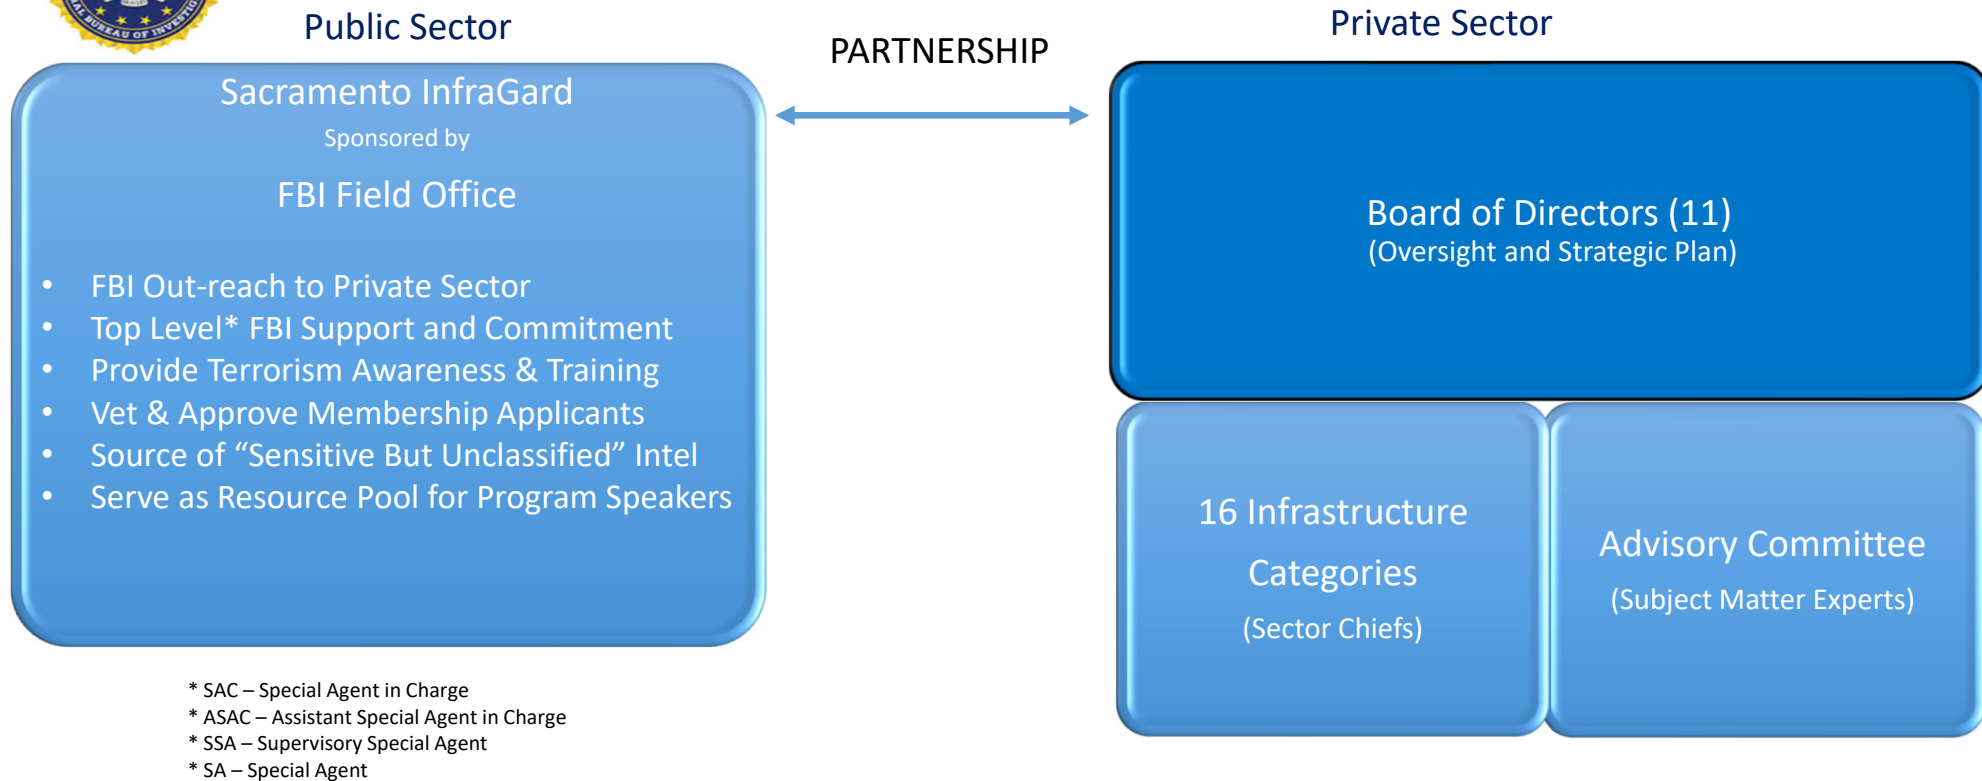 BUREAU OF INVESTIG
Public Sector
Sacramento InfraGard
Sponsored by
FBI Field Office
• FBI Out-reach to Private Sector
• Top Level* FBI Support and Commitment
• Provide Terrorism Awareness & Training
• Vet & Approve Membership Applicants
• Source of “Sensitive But Unclassified” Intel
• Serve as Resource Pool for Program Speakers
* SAC – Special Agent in Charge
* ASAC – Assistant Special Agent in Charge
* SSA – Supervisory Special Agent
* SA – Special Agent
PARTNERSHIP
Private Sector
Board of Directors (11)
(Oversight and Strategic Plan)
16 Infrastructure
Categories
(Sector Chiefs)
Advisory Committee
(Subject Matter Experts)